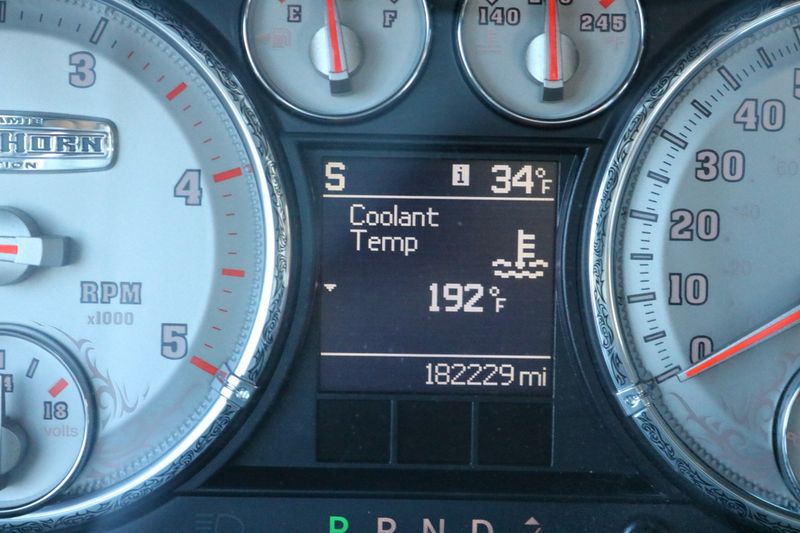 E F
140 245
3
HORN
4
RPM
x1000
5
18
volts
S i 34°F
Coolant
Temp
192°F
182229 mi
40
30
20
10
0
P R N D